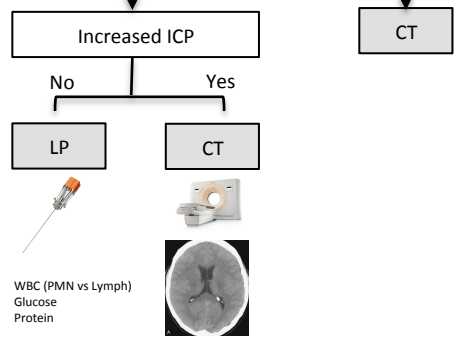 Increased ICP
CT
No
Yes
LP
CT
WBC (PMN vs Lymph)
Glucose
Protein
A